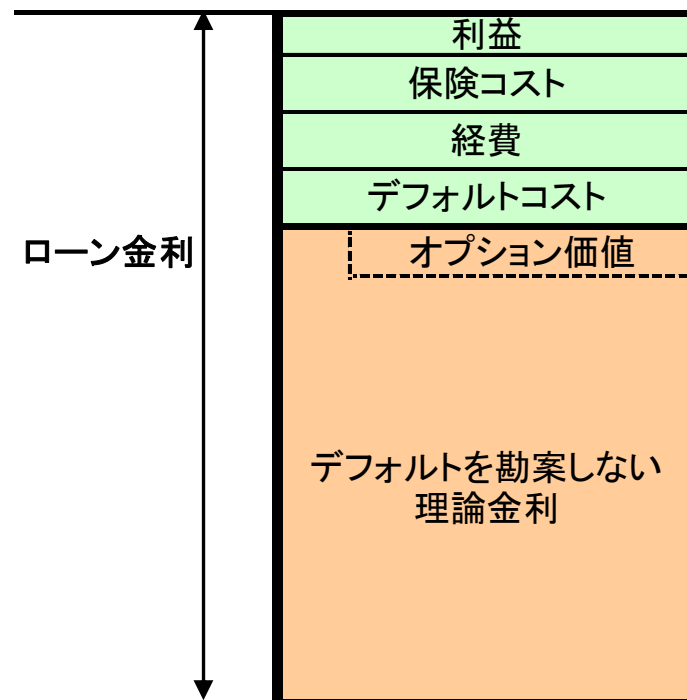 利益
保険コスト
経費
デフォルトコスト
ローン金利
オプション価値
デフォルトを勘案しない
理論金利